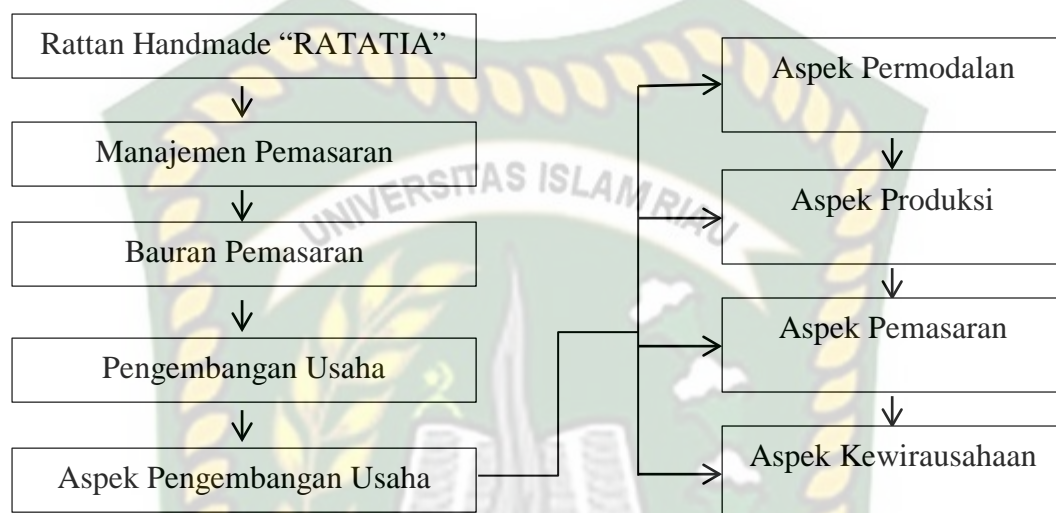 Rattan Handmade “RATATIA”
Manajemen Pemasaran
Bauran Pemasaran
Pengembangan Usaha
Aspek Pengembangan Usaha
Aspek Permodalan
Aspek Produksi
Aspek Pemasaran
Aspek Kewirausahaan
UNIVERSITAS ISLAM RIAU